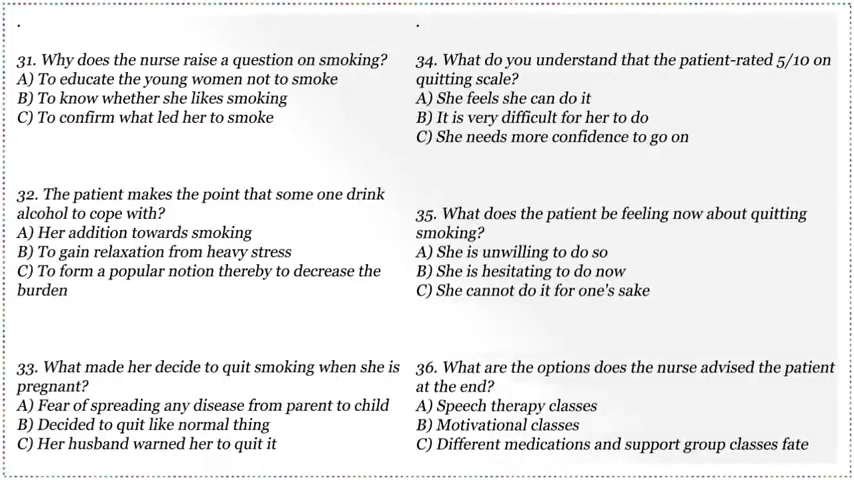 .
31. Why does the nurse raise a question on smoking?
A) To educate the young women not to smoke
B) To know whether she likes smoking
C) To confirm what led her to smoke
32. The patient makes the point that some one drink
alcohol to cope with?
A) Her addition towards smoking
B) To gain relaxation from heavy stress
C) To form a popular notion thereby to decrease the
burden
33. What made her decide to quit smoking when she is
pregnant?
A) Fear of spreading any disease from parent to child
B) Decided to quit like normal thing
C) Her husband warned her to quit it
.
34. What do you understand that the patient-rated 5/10 on
quitting scale?
A) She feels she can do it
B) It is very difficult for her to do
C) She needs more confidence to go on
35. What does the patient be feeling now about quitting
smoking?
A) She is unwilling to do so
B) She is hesitating to do now
C) She cannot do it for one's sake
36. What are the options does the nurse advised the patient
at the end?
A) Speech therapy classes
B) Motivational classes
C) Different medications and support group classes fate